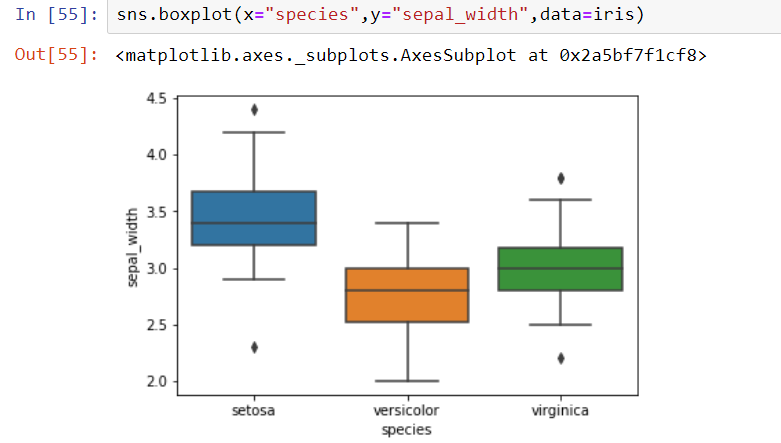 In [55]: sns.boxplot(x="species",y="sepal_width",data=iris)
Out[55]: <matplotlib.axes._subplots.AxesSubplot at 0x2a5bf7f1cf8>
4.5
4.0
3.5
3.0
2.5
2.0
sepal_width
setosa versicolor virginica
species